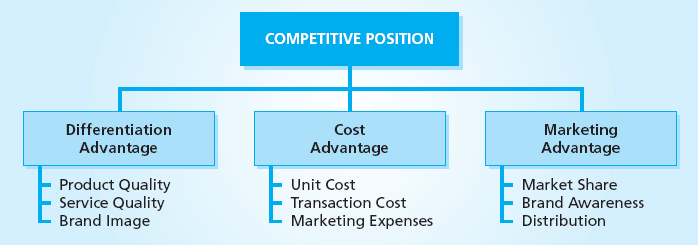 COMPETITIVE POSITION
Differentiation
Advantage
Product Quality
Service Quality
Brand Image
Cost
Advantage
Unit Cost
Transaction Cost
Marketing Expenses
Marketing
Advantage
Market Share
Brand Awareness
Distribution